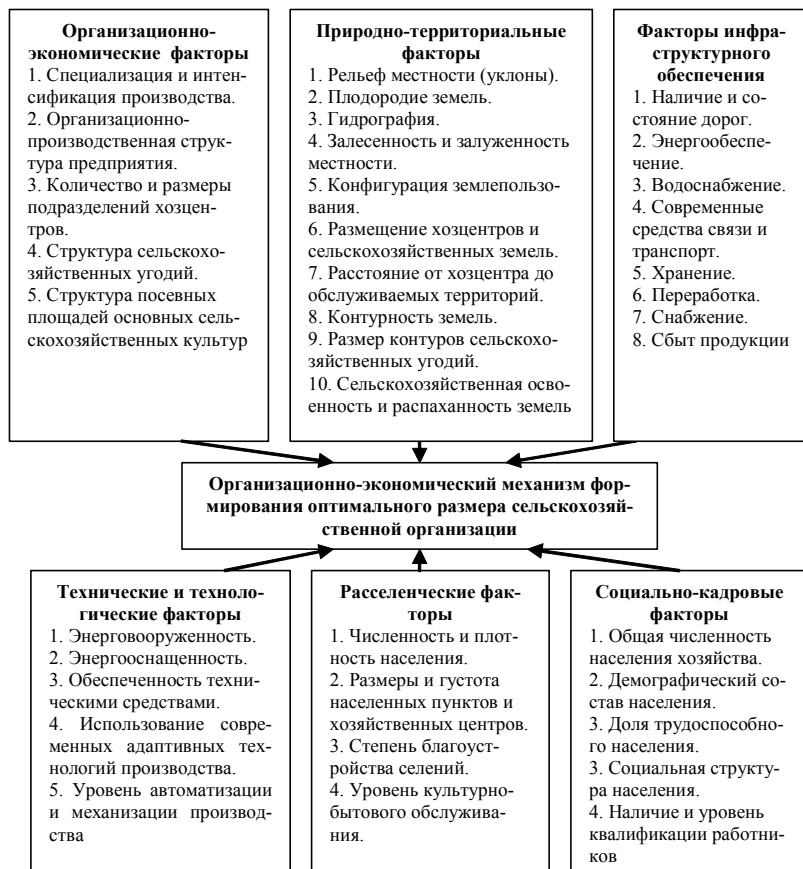 Организационно-
экономические факторы
1. Специализация и интен-
сификация производства.
2. Организационно-
производственная струк-
тура предприятия.
3. Количество и размеры
подразделений хозцен-
тров.
4. Структура сельскохо-
зяйственных угодий.
5. Структура посевных
площадей основных сель-
скохозяйственных культур
Природно-территориальные
факторы
1. Рельеф местности (уклоны).
2. Плодородие земель.
3. Гидрография.
4. Залесенность и залуженность
местности.
5. Конфигурация землепользо-
вания.
6. Размещение хозцентров и
сельскохозяйственных земель.
7. Расстояние от хозцентра до
обслуживаемых территорий.
8. Контурность земель.
9. Размер контуров сельскохо-
зяйственных угодий.
10. Сельскохозяйственная осво-
енность и распаханность земель
Факторы инфра-
структурного
обеспечения
1. Наличие и со-
стояние дорог.
2. Энергообеспе-
чение.
3. Водоснабжение.
4. Современные
средства связи и
транспорт.
5. Хранение.
6. Переработка.
7. Снабжение.
8. Сбыт продукции
Организационно-экономический механизм фор-
мирования оптимального размера сельскохозяй-
ственной организации
Технические и техноло-
гические факторы
1. Энерговооруженность.
2. Энергооснащенность.
3. Обеспеченность техни-
ческими средствами.
4. Использование совре-
менных адаптивных тех-
нологий производства.
5. Уровень автоматизации
и механизации производ-
ства
Расселенческие фак-
торы
1. Численность и плот-
ность населения.
2. Размеры и густота
населенных пунктов и
хозяйственных центров.
3. Степень благоуст-
ройства селений.
4. Уровень культурно-
бытового обслужива-
ния.
Социально-кадровые
факторы
1. Общая численность
населения хозяйства.
2. Демографический со-
став населения.
3. Доля трудоспособно-
го населения.
3. Социальная структу-
ра населения.
4. Наличие и уровень
квалификации работни-
ков